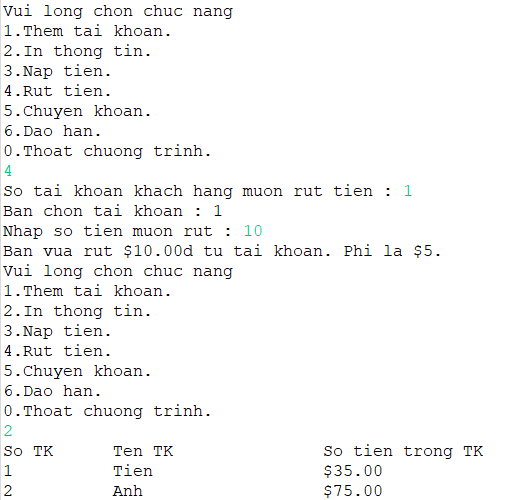 Vui long chon chuc nang
1.Them tai khoan.
2.In thong tin.
3.Nap tien.
4.Rut tien.
5.Chuyen khoan.
6.Dao han.
0.Thoat chuong trinh.
4
So tai khoan khach hang muon rut tien : 1
Ban chon tai khoan : 1
Nhap so tien muon rut : 10
Ban vua rut $10.00d tu tai khoan. Phi la $5.
Vui long chon chuc nang
1.Them tai khoan.
2.In thong tin.
3.Nap tien.
4.Rut tien.
5.Chuyen khoan.
6.Dao han.
0.Thoat chuong trinh.
2
So TK Ten TK So tien trong TK
1 Tien $35.00
2 Anh $75.00